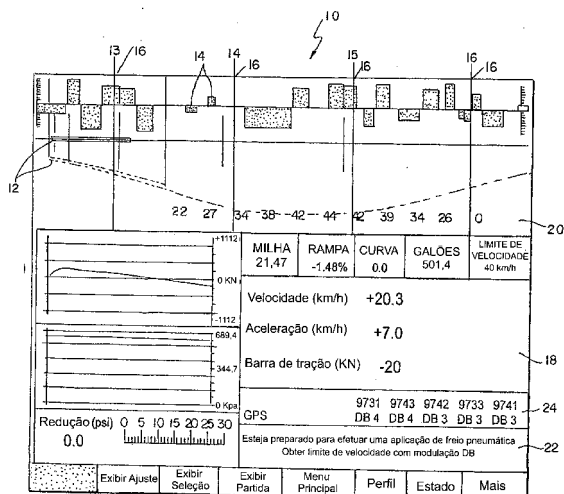 10
13 16 14 14 16 15 16 16 16
12
22 27 34 38 42 44 42 39 34 26 0
20
+1112
0 KN
-1112
689,4
344,7
0 Kpa
MILHA RAMPA CURVA GALÕES LIMITE DE VELOCIDADE
21,47 -1.48% 0.0 501,4 40 km/h
Velocidade (km/h) +20.3
Aceleração (km/h) +7.0
Barra de tração (KN) -20
18
9731 9743 9742 9733 9741
GPS DB 4 DB 4 DB 3 DB 3 DB 3
24
Redução (psi) 0 5 10 15 20 25 30
0.0
Esteja preparado para efetuar uma aplicação de freio pneumática
Obter limite de velocidade com modulação DB
22
Exibir Ajuste
Exibir Seleção
Exibir Partida
Menu Principal
Perfil
Estado
Mais